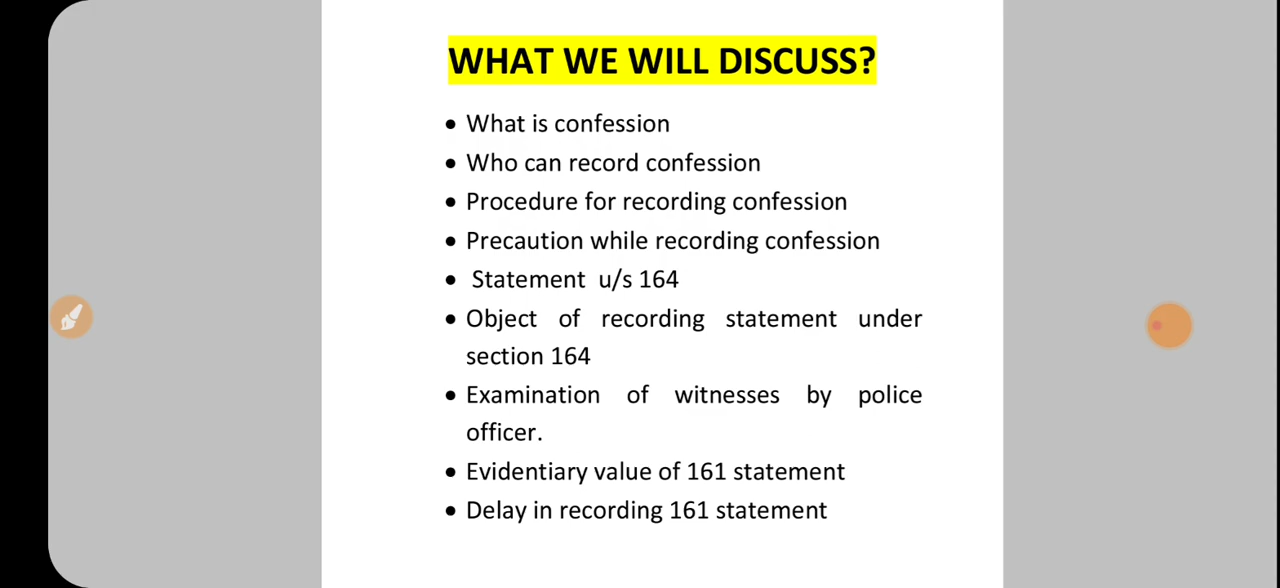 WHAT WE WILL DISCUSS?
• What is confession
• Who can record confession
• Procedure for recording confession
• Precaution while recording confession
• Statement u/s 164
• Object of recording statement under
section 164
• Examination of witnesses by police
officer.
• Evidentiary value of 161 statement
• Delay in recording 161 statement